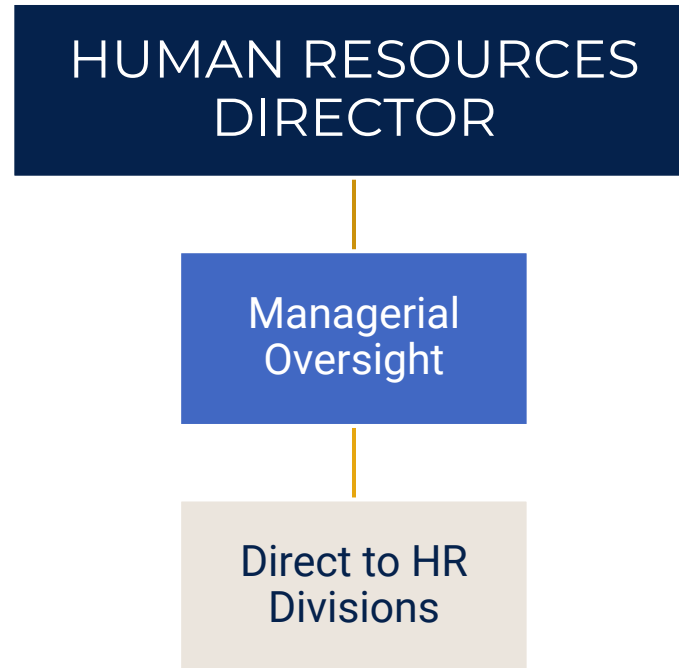 HUMAN RESOURCES
DIRECTOR
Managerial
Oversight
Direct to HR
Divisions